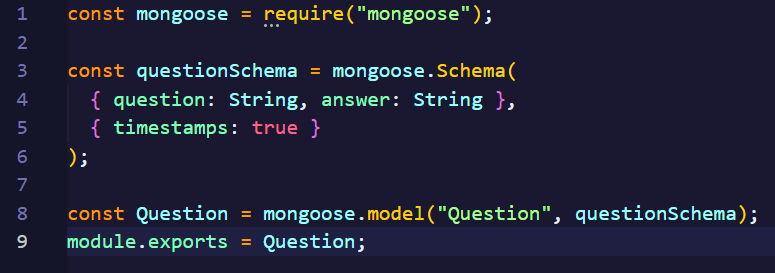 1 const mongoose = require("mongoose");
2
3 const questionSchema = mongoose.Schema(
4   { question: String, answer: String },
5   { timestamps: true }
6 );
7
8 const Question = mongoose.model("Question", questionSchema);
9 module.exports = Question;